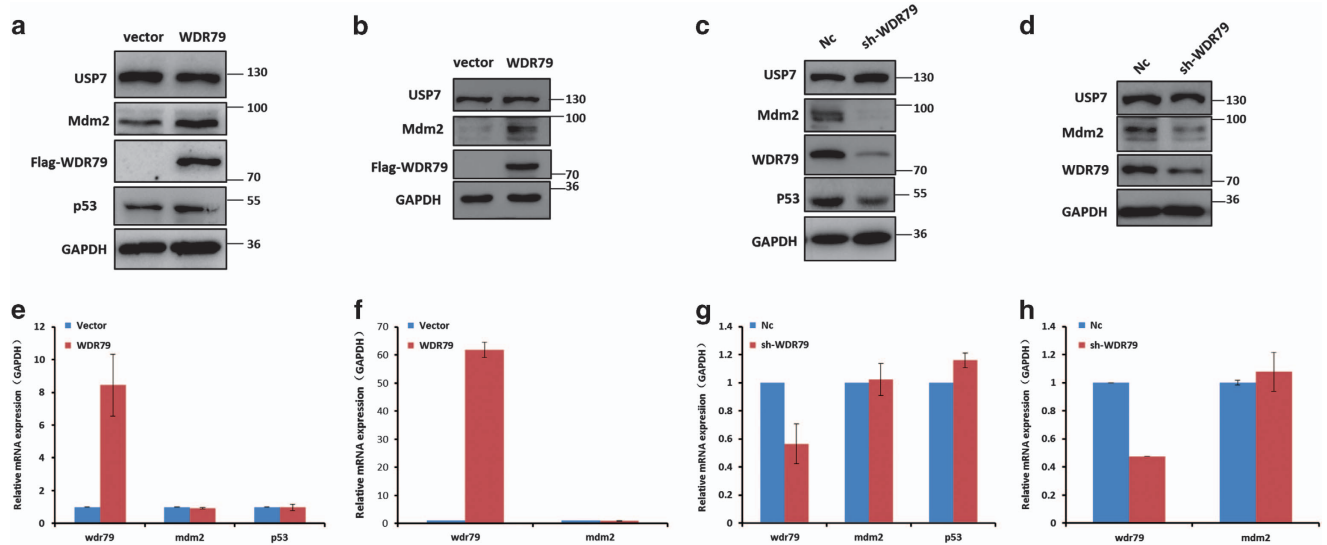 a
vector WDR79
USP7 130
100
Mdm2
Flag-WDR79
70
p53 55
GAPDH 36
b
vector WDR79
USP7 130
100
Mdm2
Flag-WDR79
70
36
GAPDH
c
Nc sh-WDR79
USP7 130
100
Mdm2
WDR79
70
P53 55
GAPDH 36
d
Nc sh-WDR79
USP7 130
100
Mdm2
WDR79
70
36
GAPDH
e
Relative mRNA expression (GAPDH)
12
10
8
6
4
2
0
Vector
WDR79
wdr79 mdm2 p53
f
Relative mRNA expression (GAPDH)
70
60
50
40
30
20
10
0
Vector
WDR79
wdr79 mdm2
g
Relative mRNA expresiion (GAPDH)
1.4
1.2
1
0.8
0.6
0.4
0.2
0
Nc
sh-WDR79
wdr79 mdm2 p53
h
Relative mRNA expression (GAPDH)
1.4
1.2
1
0.8
0.6
0.4
0.2
0
Nc
sh-WDR79
wdr79 mdm2